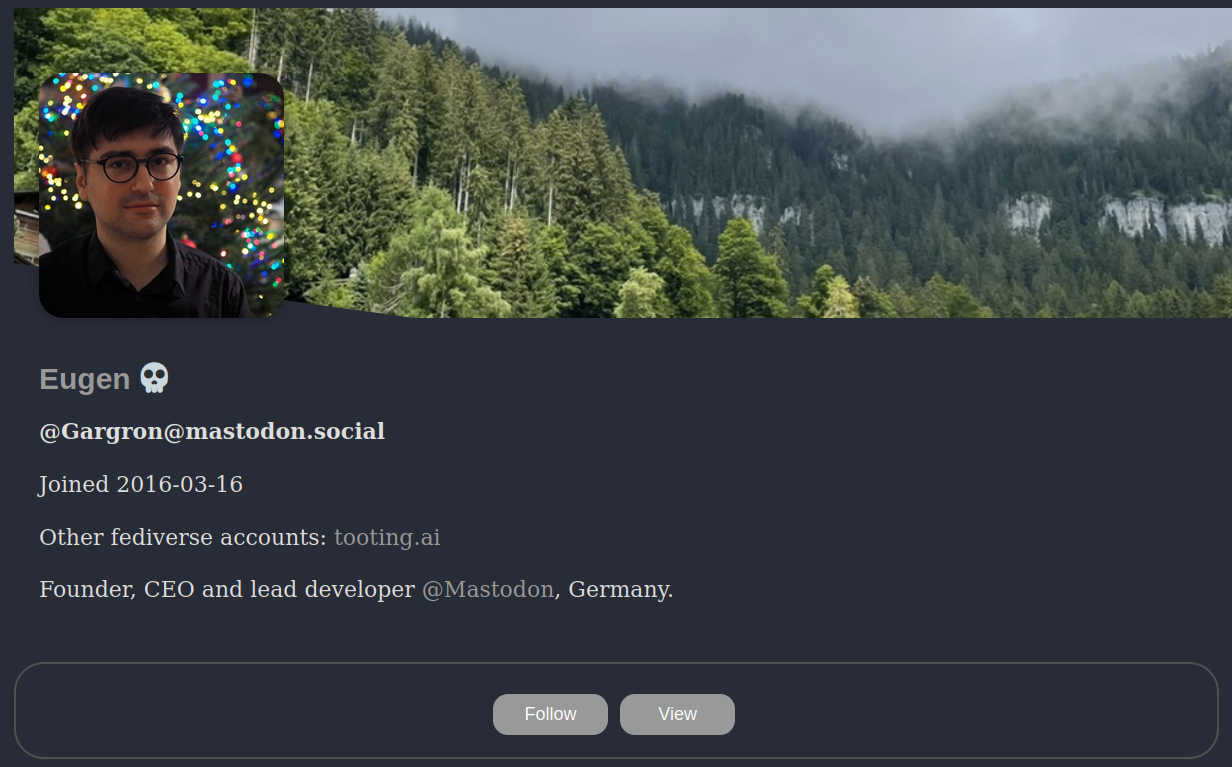 Eugen 💀
@Gargron@mastodon.social
Joined 2016-03-16
Other fediverse accounts: tooting.ai
Founder, CEO and lead developer @Mastodon, Germany.
Follow View